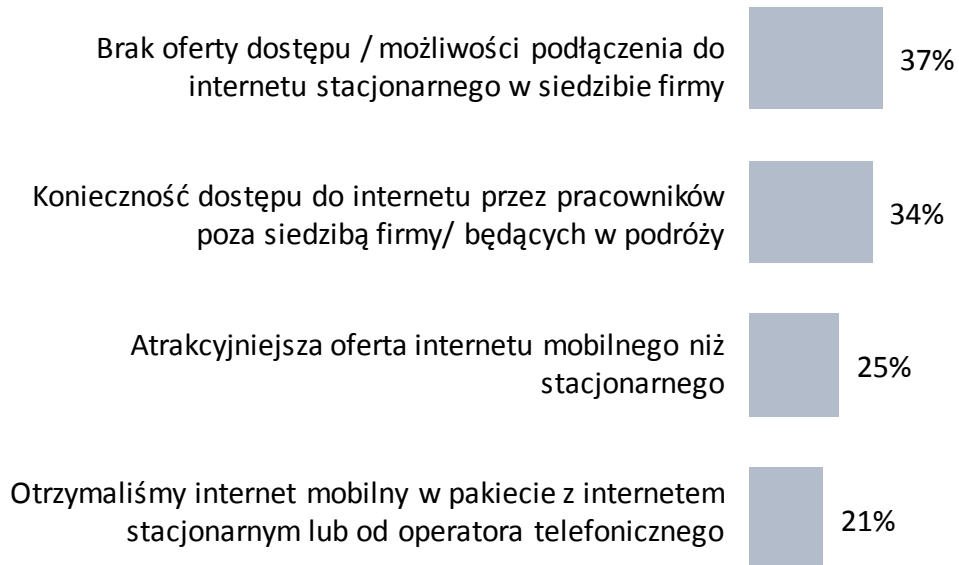 Brak oferty dostępu / możliwości podłączenia do
internetu stacjonarnego w siedzibie firmy
37%
Konieczność dostępu do internetu przez pracowników
poza siedzibą firmy/ będących w podróży
34%
Atrakcyjniejsza oferta internetu mobilnego niż
stacjonarnego
25%
Otrzymaliśmy internet mobilny w pakiecie z internetem
stacjonarnym lub od operatora telefonicznego
21%